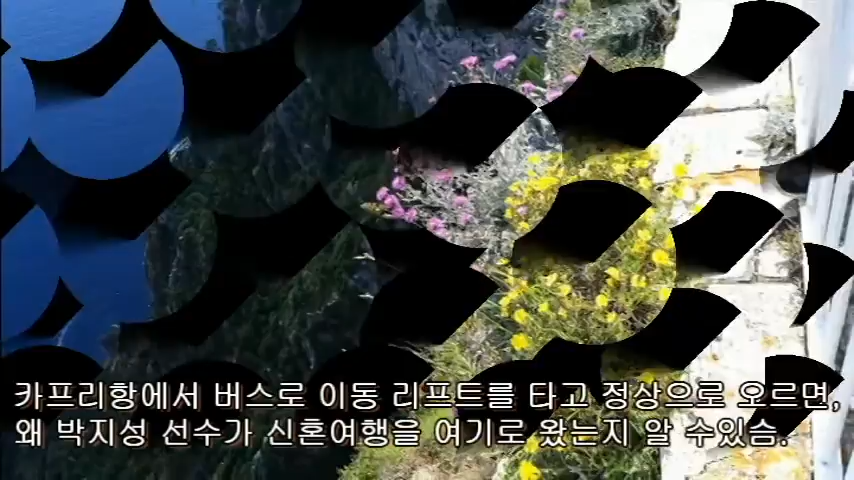 카프리항에서 버스로 이동 리프트를 타고 정상으로 오르면,
왜 박지성 선수가 신혼여행을 여기로 왔는지 알 수있슴.